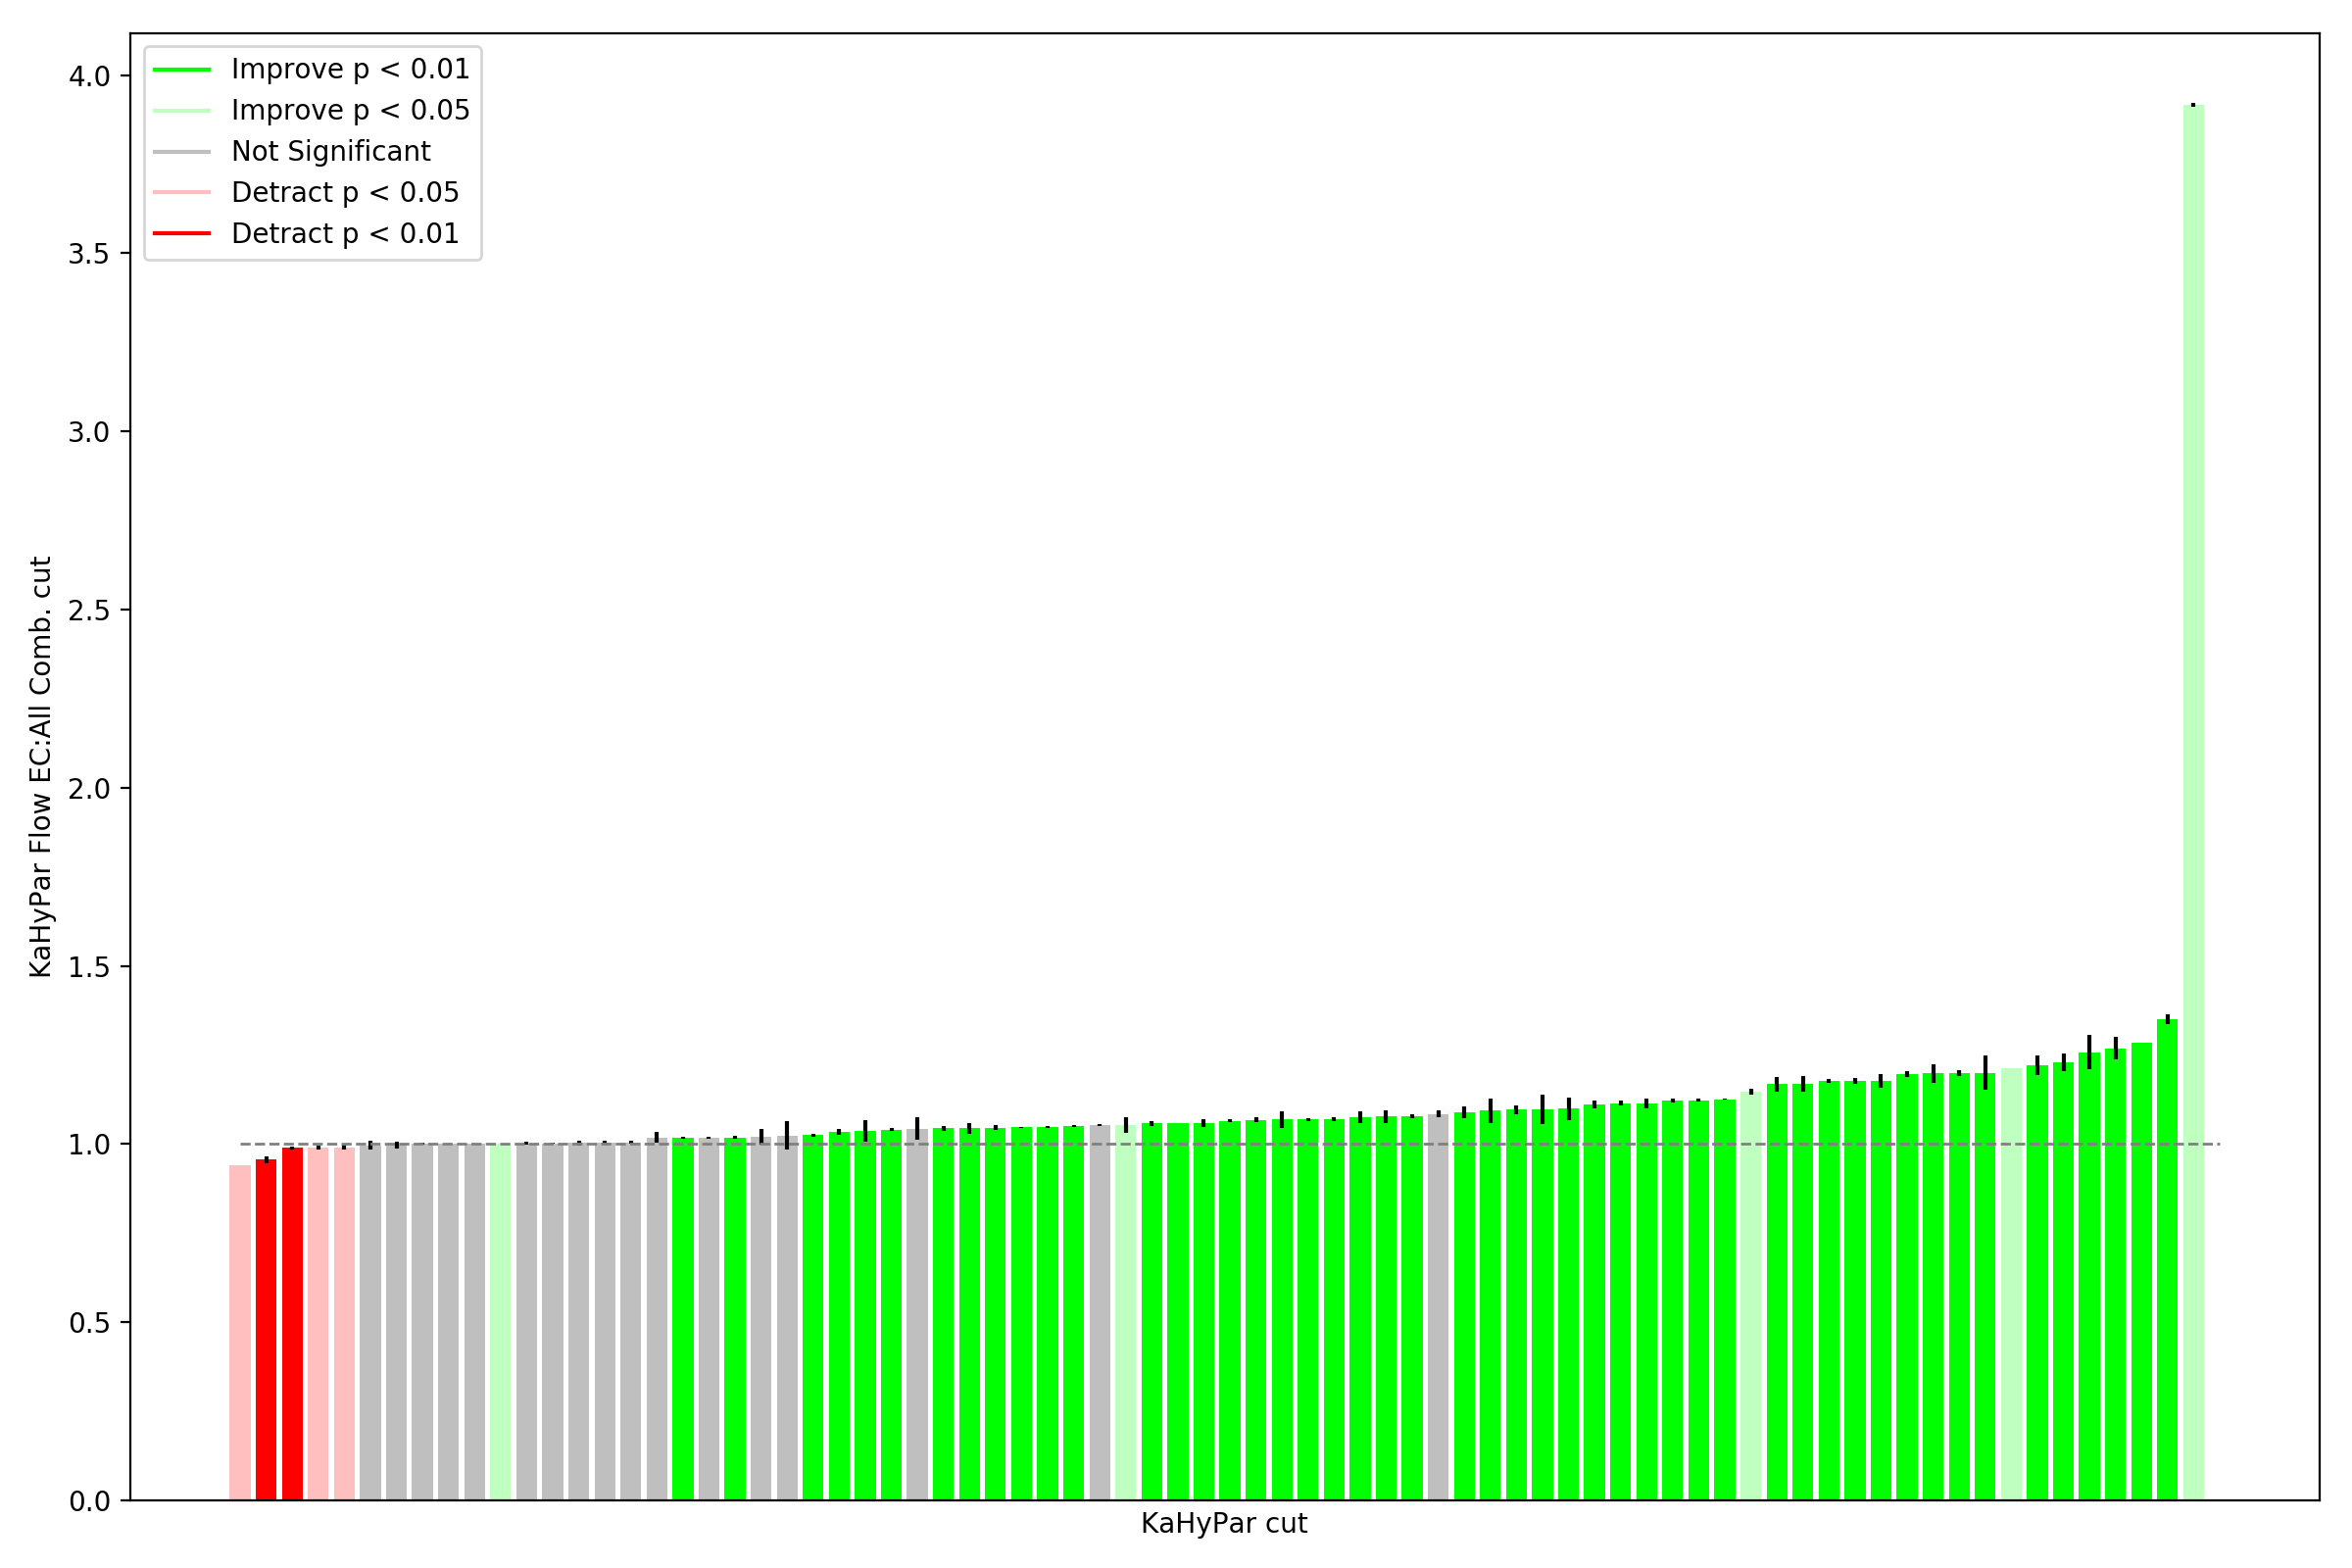 Improve p < 0.01
Improve p < 0.05
Not Significant
Detract p < 0.05
Detract p < 0.01
4.0
3.5
3.0
2.5
2.0
1.5
1.0
0.5
0.0
KaHyPar Flow EC:All Comb. cut
KaHyPar cut